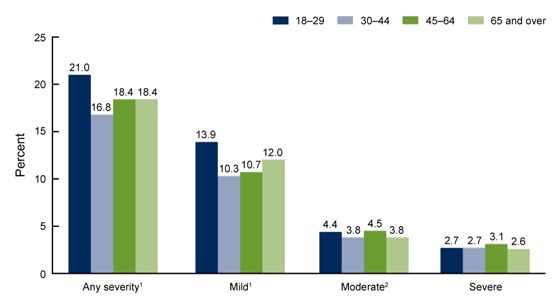 18–29 30–44 45–64 65 and over
25
20
15
10
5
0
Percent
21.0 16.8 18.4 18.4
13.9 10.3 10.7 12.0
4.4 3.8 4.5 3.8
2.7 2.7 3.1 2.6
Any severity¹ Mild¹ Moderate² Severe